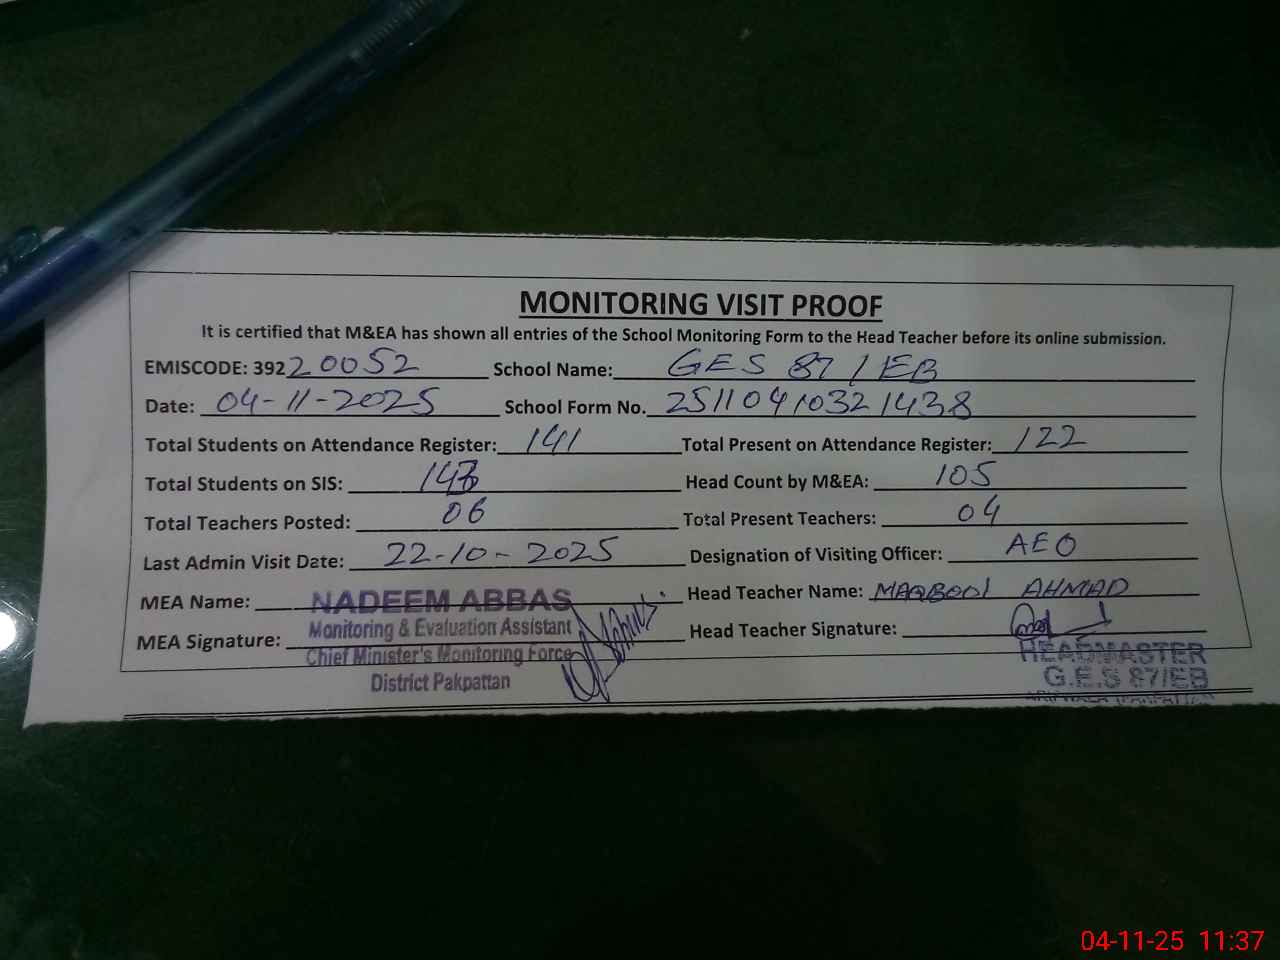 MONITORING VISIT PROOF
It is certified that M&EA has shown all entries of the School Monitoring Form to the Head Teacher before its online submission.
EMISCODE: 39220052 School Name: GES 87/EB
Date: 04-11-2025 School Form No. 25110410321438
Total Students on Attendance Register: 141 Total Present on Attendance Register: 122
Total Students on SIS: 143 Head Count by M&EA: 105
Total Teachers Posted: 06 Total Present Teachers: 04
Last Admin Visit Date: 22-10-2025 Designation of Visiting Officer: AEO
MEA Name: NADEEM ABBAS Head Teacher Name: MAQBOOL AHMAD
Monitoring & Evaluation Assistant
MEA Signature: Head Teacher Signature:
Chief Minister's Monitoring Force
District Pakpattan
HEADMASTER
G.E.S 87/EB
04-11-25 11:37